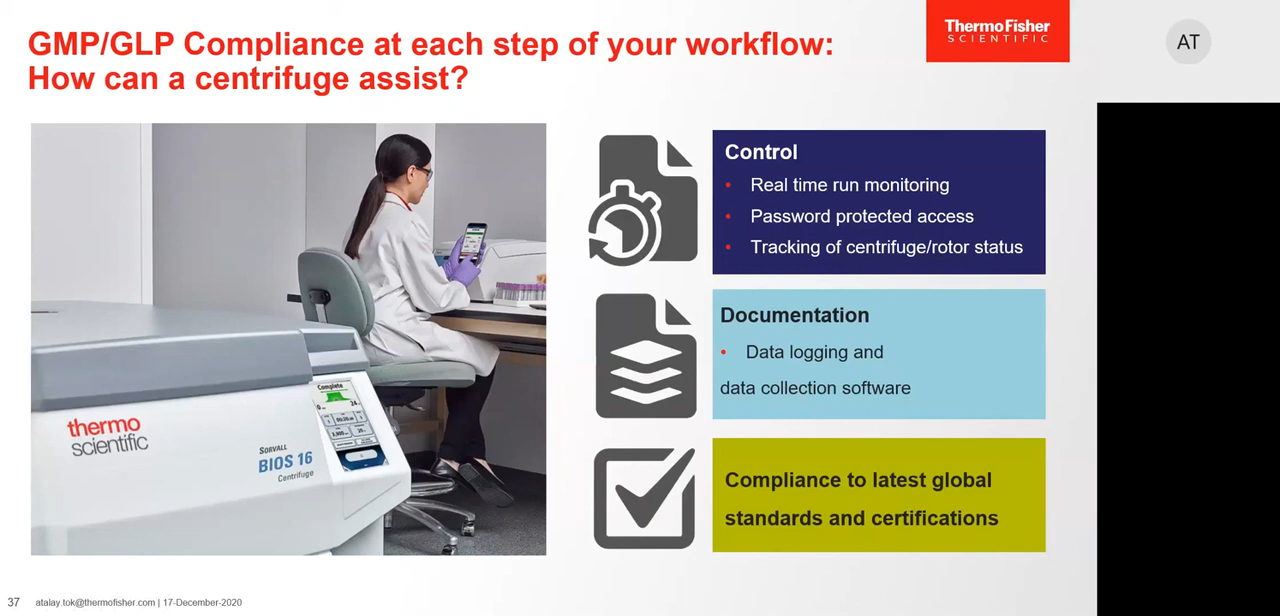 GMP/GLP Compliance at each step of your workflow:
How can a centrifuge assist?
ThermoFisher
SCIENTIFIC
AT
Control
• Real time run monitoring
• Password protected access
• Tracking of centrifuge/rotor status
Documentation
• Data logging and
data collection software
Compliance to latest global
standards and certifications
thermo
scientific
SORVALL
BIOS 16
Centrifuge
Complete
37 atalay.tok@thermofisher.com | 17-December-2020